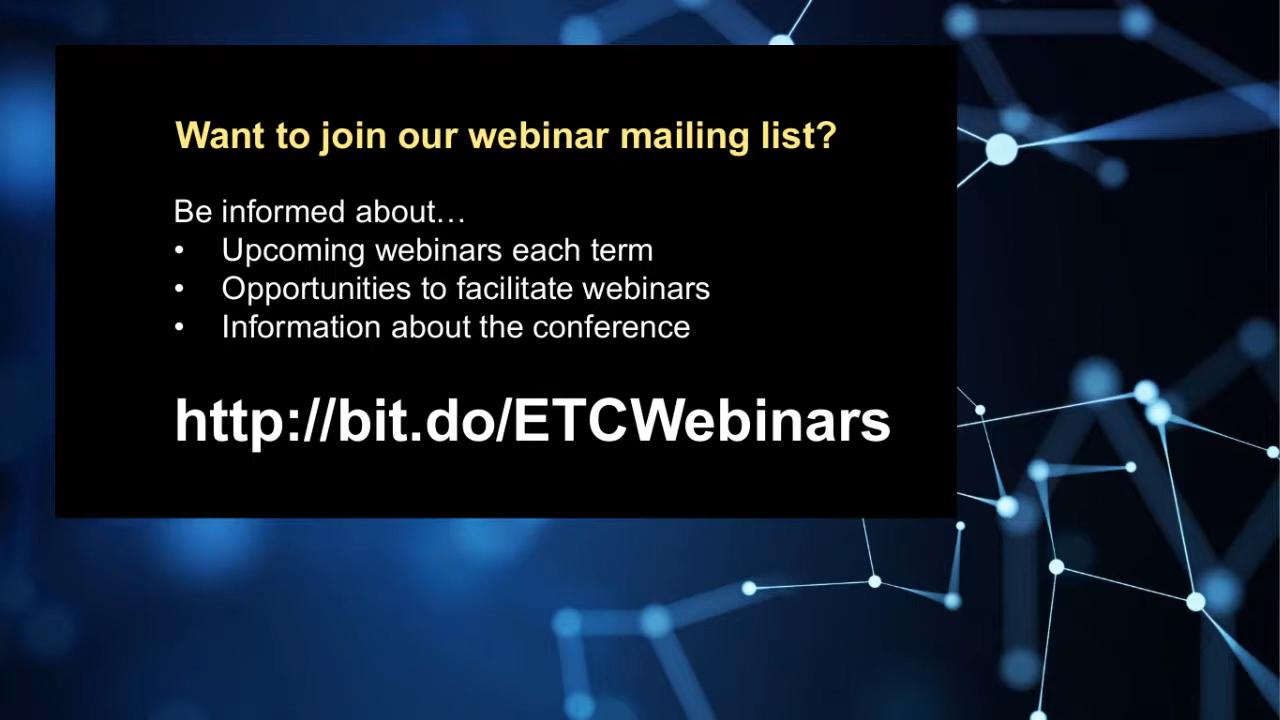 Want to join our webinar mailing list?
Be informed about…
• Upcoming webinars each term
• Opportunities to facilitate webinars
• Information about the conference
http://bit.do/ETCWebinars